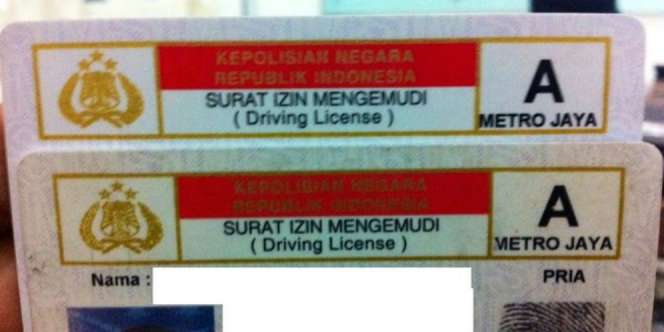 KEPOLISIAN NEGARA
REPUBLIK INDONESIA
SURAT IZIN MENGEMUDI
( Driving License )
A
METRO JAYA
KEPOLISIAN NEGARA
REPUBLIK INDONESIA
SURAT IZIN MENGEMUDI
( Driving License )
A
METRO JAYA
Nama :
PRIA